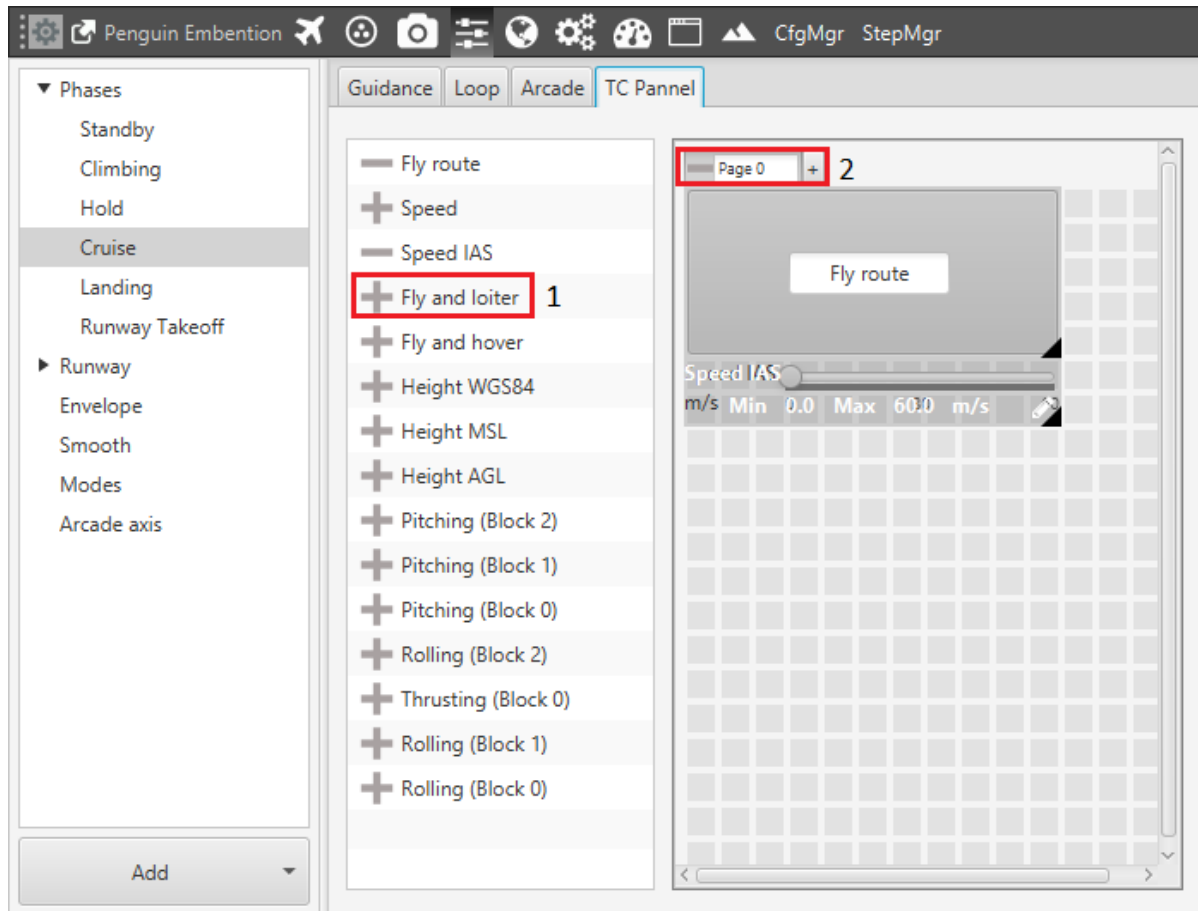 Penguin Embention CfgMgr StepMgr
Phases
Standby
Climbing
Hold
Cruise
Landing
Runway Takeoff
Runway
Envelope
Smooth
Modes
Arcade axis
Add
Guidance Loop Arcade TC Pannel
Fly route
Speed
Speed IAS
Fly and loiter 1
Fly and hover
Height WGS84
Height MSL
Height AGL
Pitching (Block 2)
Pitching (Block 1)
Pitching (Block 0)
Rolling (Block 2)
Thrusting (Block 0)
Rolling (Block 1)
Rolling (Block 0)
Page 0 + 2
Fly route
Speed IAS
m/s Min 0.0 Max 60.0 m/s